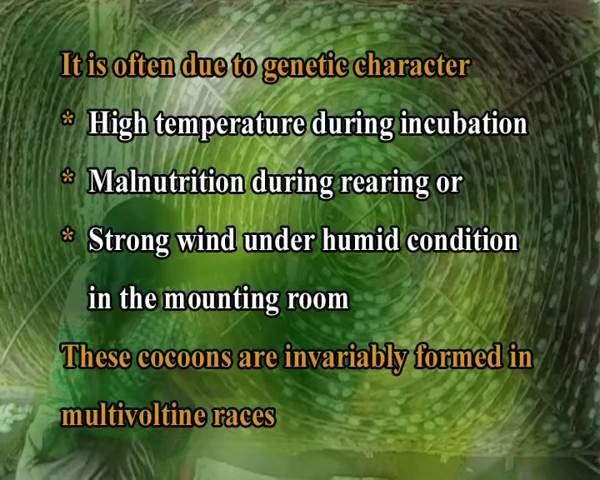 It is often due to genetic character
* High temperature during incubation
* Malnutrition during rearing or
* Strong wind under humid condition
in the mounting room
These cocoons are invariably formed in
multivoltine races